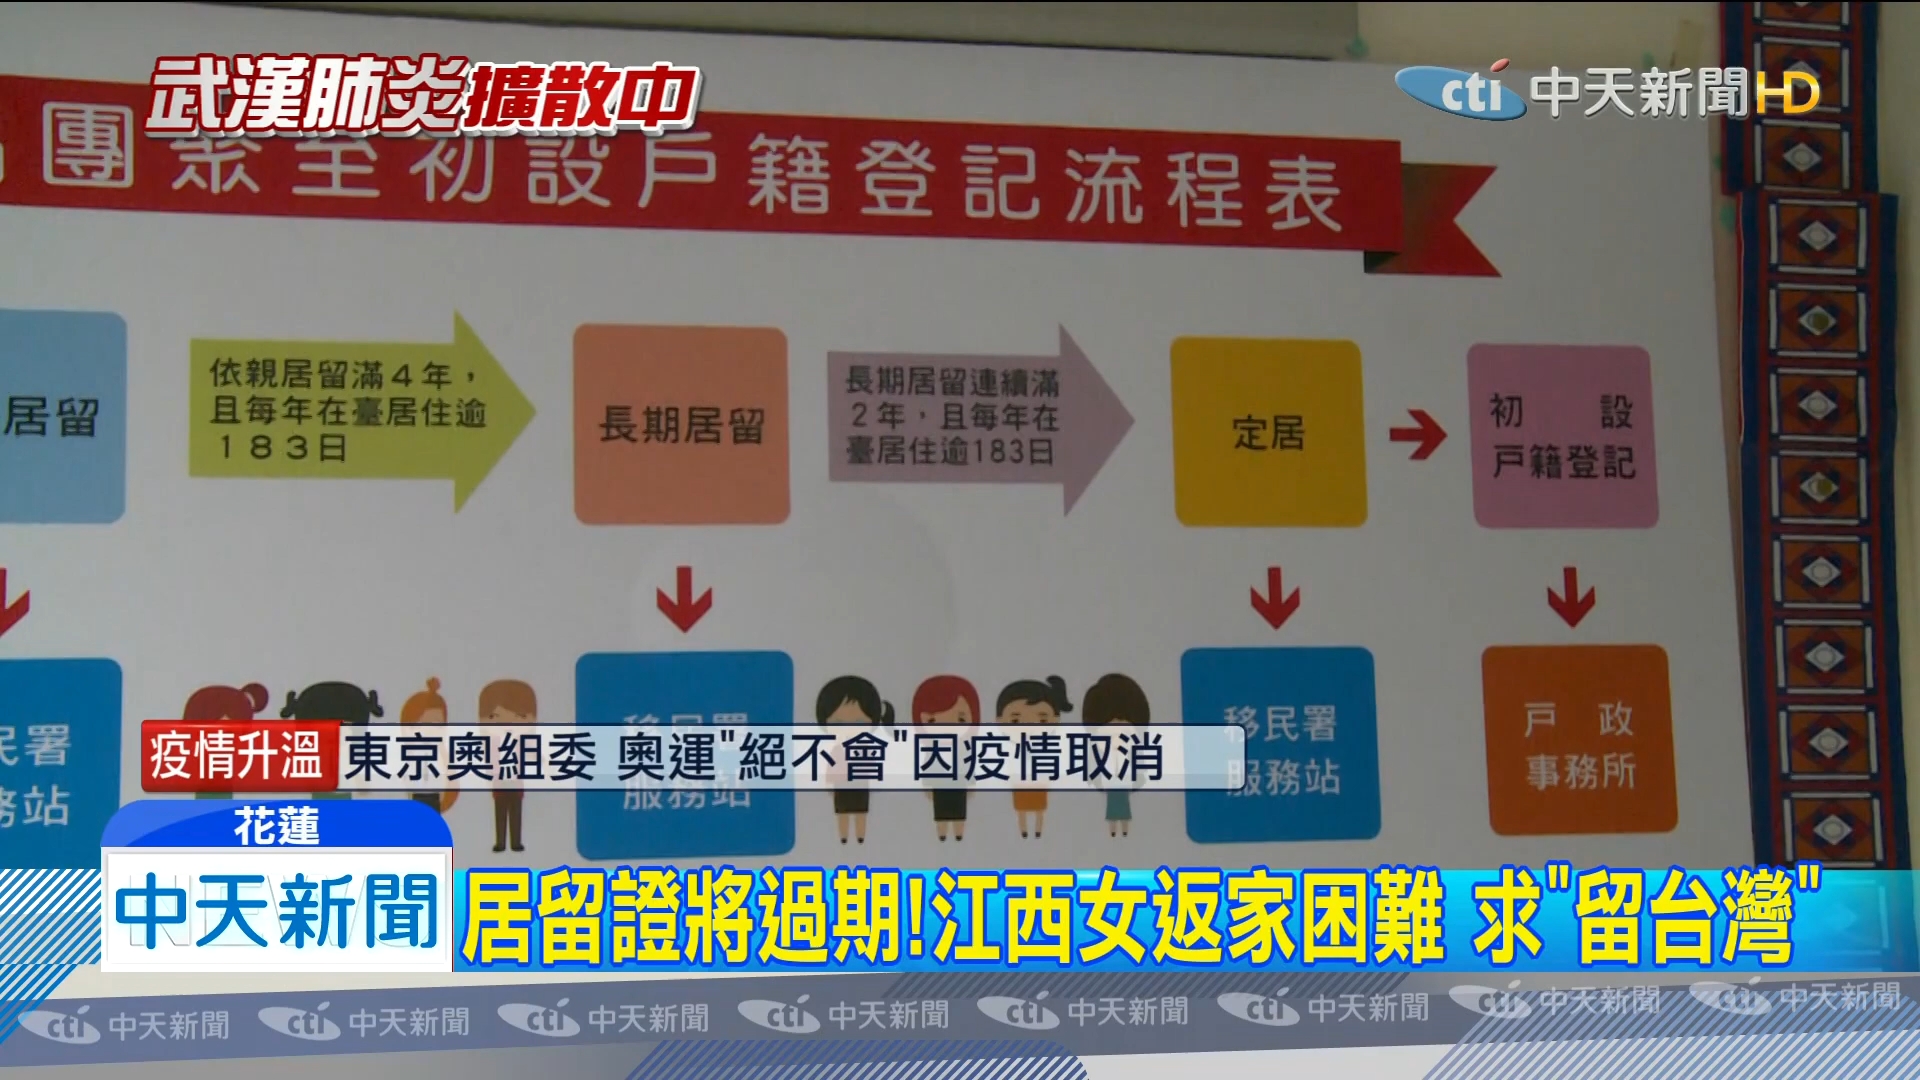 武漢肺炎擴散中
cti 中天新聞HD
團聚至初設戶籍登記流程表
居留
依親居留滿4年，
且每年在臺居住逾
183日
長期居留
長期居留連續滿
2年，且每年在
臺居住逾183日
定居
初設
戶籍登記
民署
務站
移民署
服務站
移民署
服務站
戶政
事務所
疫情升溫 東京奧組委 奧運"絕不會"因疫情取消
花蓮
中天新聞
居留證將過期!江西女返家困難 求"留台灣"
cti 中天新聞 cti 中天新聞 cti 中天新聞 cti 中天新聞 cti 中天新聞 cti 中天新聞 cti 中天新聞 cti 中天新聞